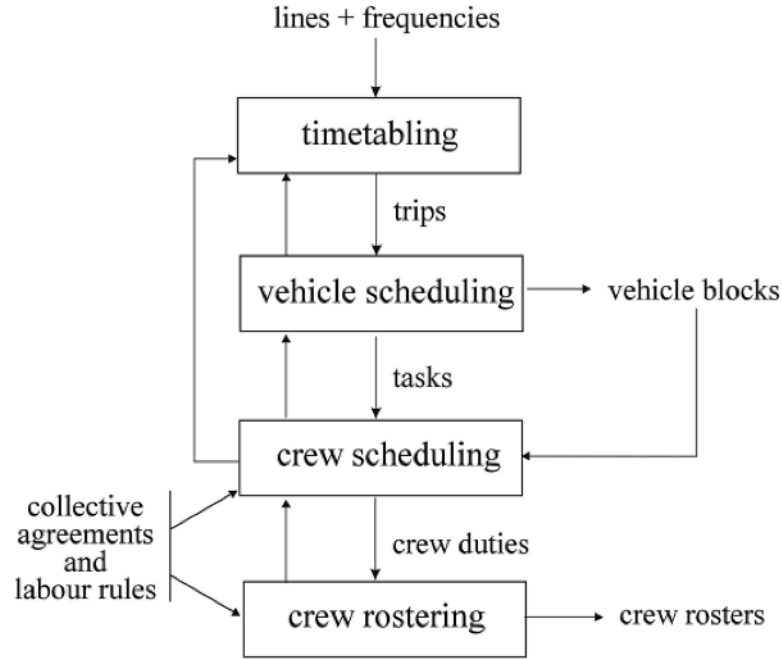 lines + frequencies
timetabling
trips
vehicle scheduling
vehicle blocks
tasks
crew scheduling
collective
agreements
and
labour rules
crew duties
crew rostering
crew rosters